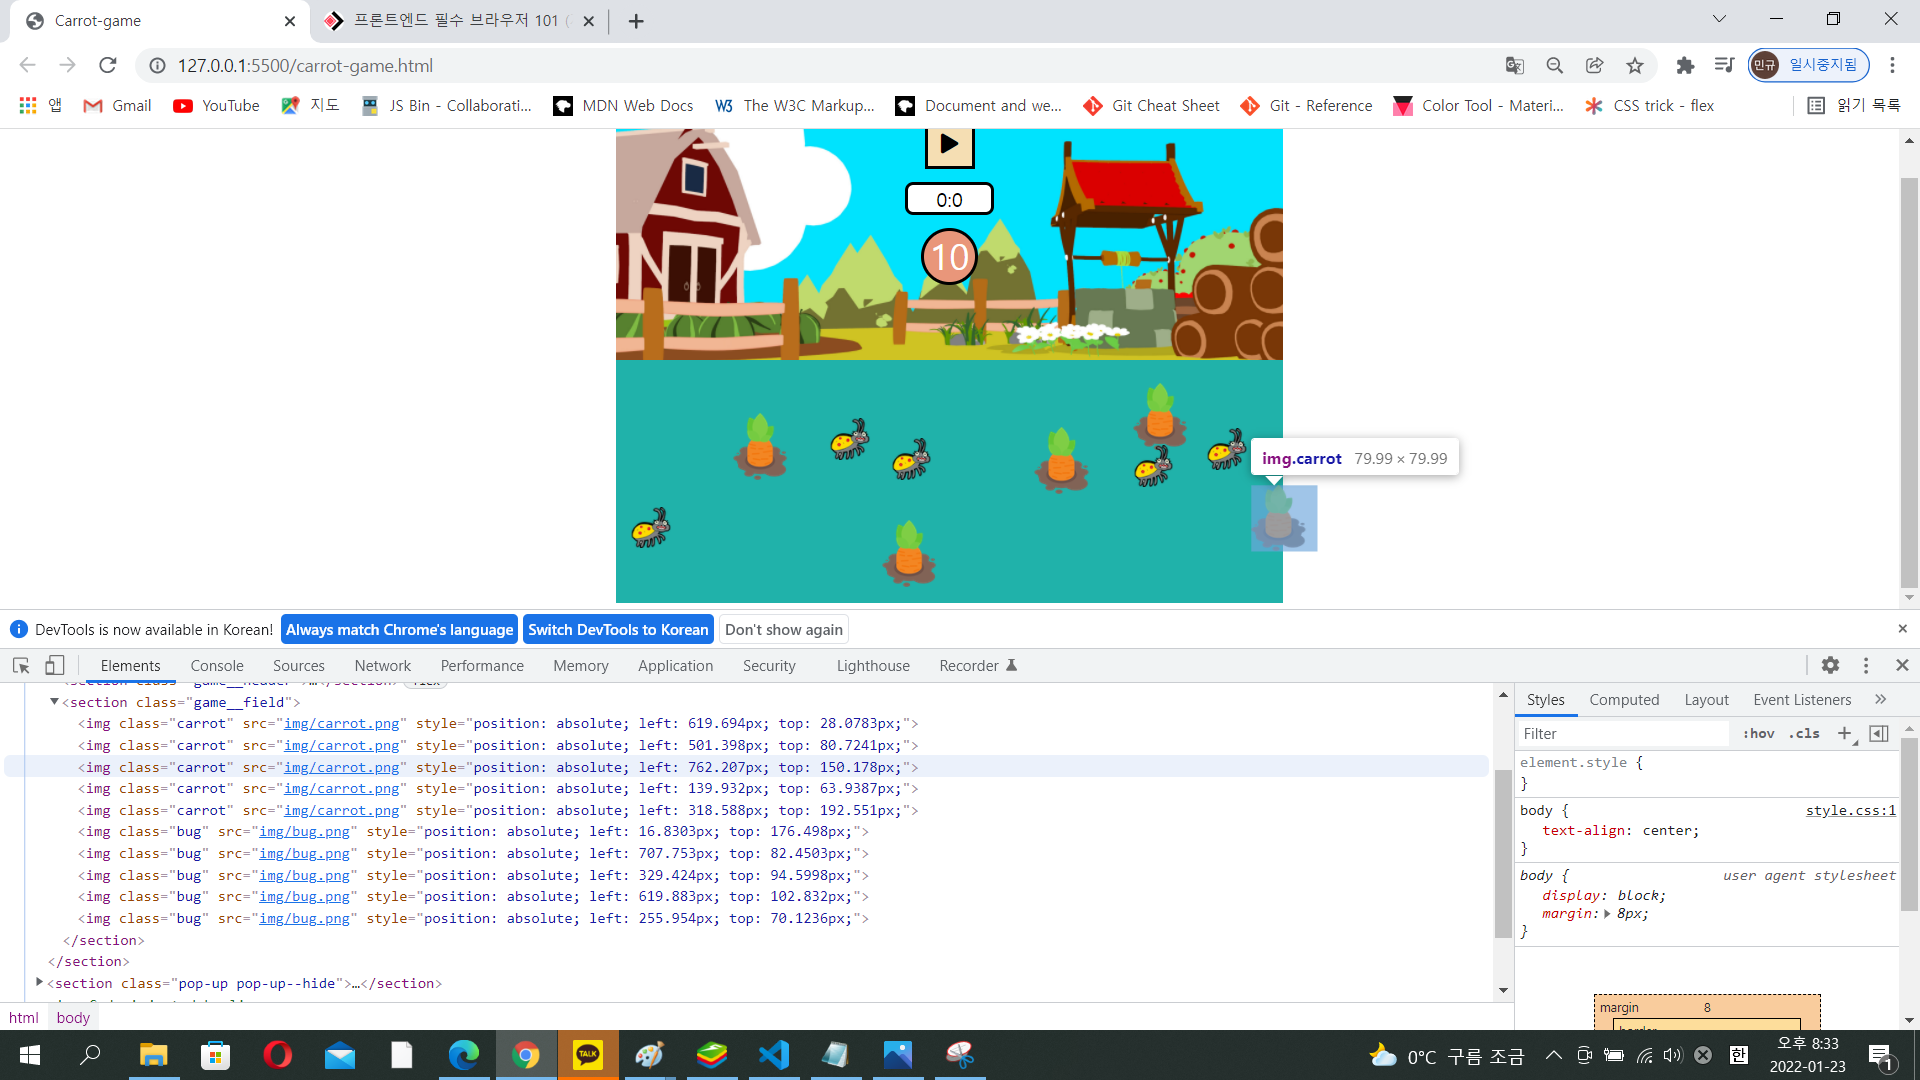 Carrot-game
프론트엔드 필수 브라우저 101 (
127.0.0.1:5500/carrot-game.html
민규 일시중지됨
앱 Gmail YouTube 지도 JS Bin - Collaborati... MDN Web Docs The W3C Markup... Document and we... Git Cheat Sheet Git - Reference Color Tool - Materi... CSS trick - flex 읽기 목록
0:0
10
img.carrot 79.99 × 79.99
DevTools is now available in Korean! Always match Chrome's language Switch DevTools to Korean Don't show again
Elements Console Sources Network Performance Memory Application Security Lighthouse Recorder
<section class="game__header">…</section> flex
<section class="game__field">
<img class="carrot" src="img/carrot.png" style="position: absolute; left: 619.694px; top: 28.0783px;">
<img class="carrot" src="img/carrot.png" style="position: absolute; left: 501.398px; top: 80.7241px;">
<img class="carrot" src="img/carrot.png" style="position: absolute; left: 762.207px; top: 150.178px;">
<img class="carrot" src="img/carrot.png" style="position: absolute; left: 139.932px; top: 63.9387px;">
<img class="carrot" src="img/carrot.png" style="position: absolute; left: 318.588px; top: 192.551px;">
<img class="bug" src="img/bug.png" style="position: absolute; left: 16.8303px; top: 176.498px;">
<img class="bug" src="img/bug.png" style="position: absolute; left: 707.753px; top: 82.4503px;">
<img class="bug" src="img/bug.png" style="position: absolute; left: 329.424px; top: 94.5998px;">
<img class="bug" src="img/bug.png" style="position: absolute; left: 619.883px; top: 102.832px;">
<img class="bug" src="img/bug.png" style="position: absolute; left: 255.954px; top: 70.1236px;">
</section>
</section>
<section class="pop-up pop-up--hide">…</section>
html body
Styles Computed Layout Event Listeners
Filter :hov .cls
element.style {
}
body { style.css:1
text-align: center;
}
body { user agent stylesheet
display: block;
margin: 8px;
}
margin 8
TALK
0°C 구름 조금
한
오후 8:33
2022-01-23
1